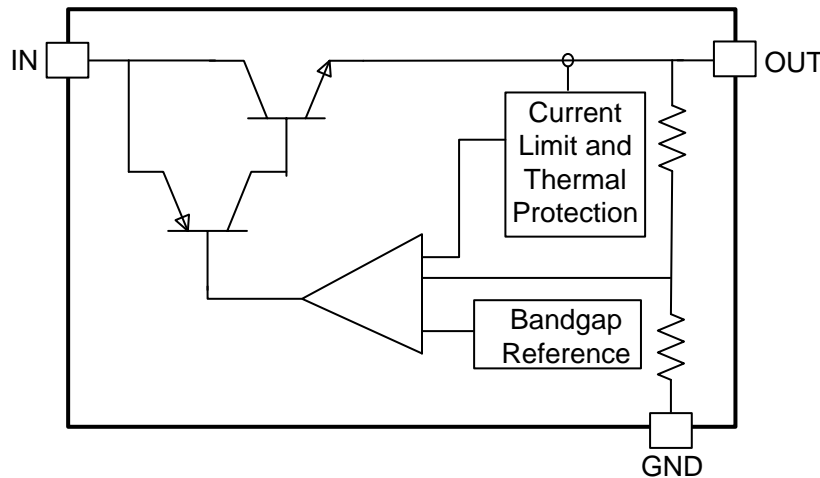 IN
OUT
Current
Limit and
Thermal
Protection
Bandgap
Reference
GND